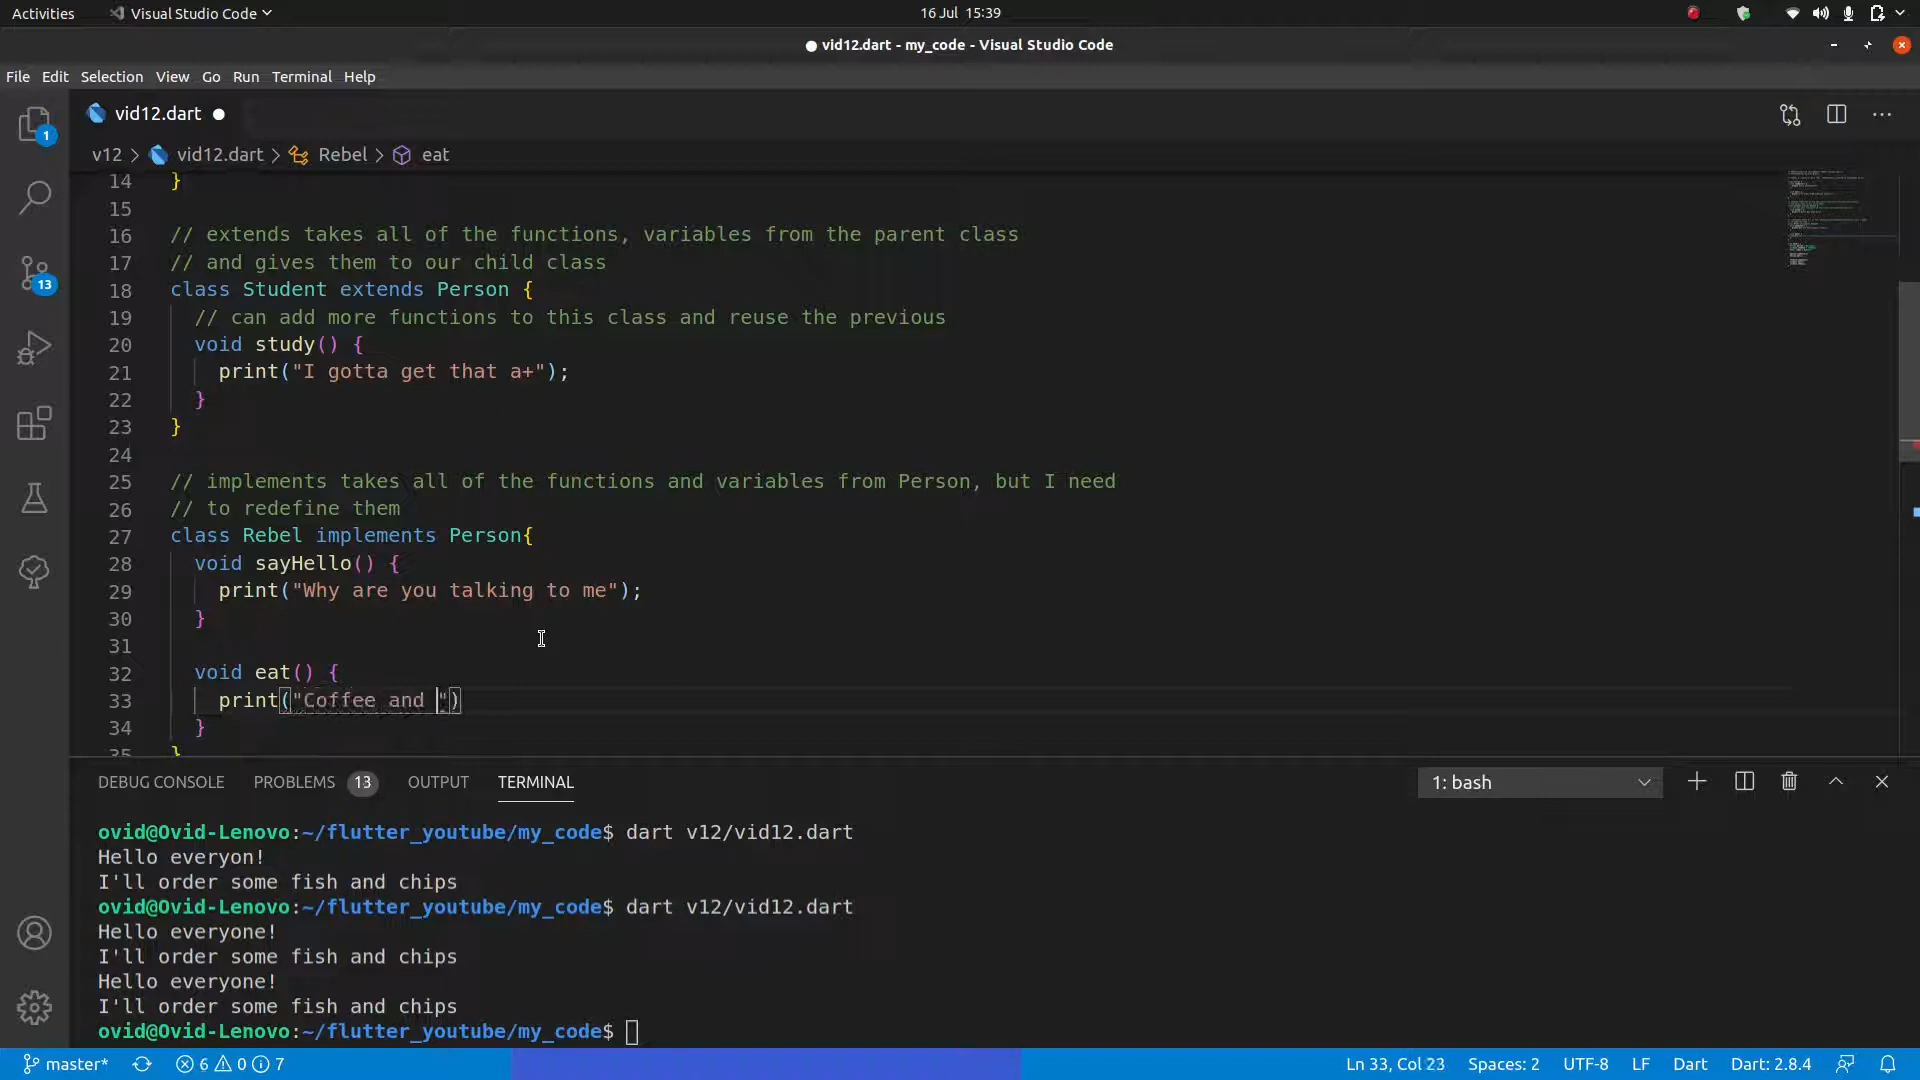 Activities
Visual Studio Code
16 Jul 15:39
● vid12.dart - my_code - Visual Studio Code
File Edit Selection View Go Run Terminal Help
1
vid12.dart
v12 > vid12.dart > Rebel > eat
14 }
15
16 // extends takes all of the functions, variables from the parent class
17 // and gives them to our child class
18 class Student extends Person {
19 // can add more functions to this class and reuse the previous
20 void study() {
21 print("I gotta get that a+");
22 }
23 }
24
25 // implements takes all of the functions and variables from Person, but I need
26 // to redefine them
27 class Rebel implements Person{
28 void sayHello() {
29 print("Why are you talking to me");
30 }
31
32 void eat() {
33 print("Coffee and ")
34 }
35 }
13
DEBUG CONSOLE PROBLEMS 13 OUTPUT TERMINAL
1: bash
ovid@Ovid-Lenovo:~/flutter_youtube/my_code$ dart v12/vid12.dart
Hello everyon!
I'll order some fish and chips
ovid@Ovid-Lenovo:~/flutter_youtube/my_code$ dart v12/vid12.dart
Hello everyone!
I'll order some fish and chips
Hello everyone!
I'll order some fish and chips
ovid@Ovid-Lenovo:~/flutter_youtube/my_code$
master* 6 0 7
Ln 33, Col 23 Spaces: 2 UTF-8 LF Dart Dart: 2.8.4